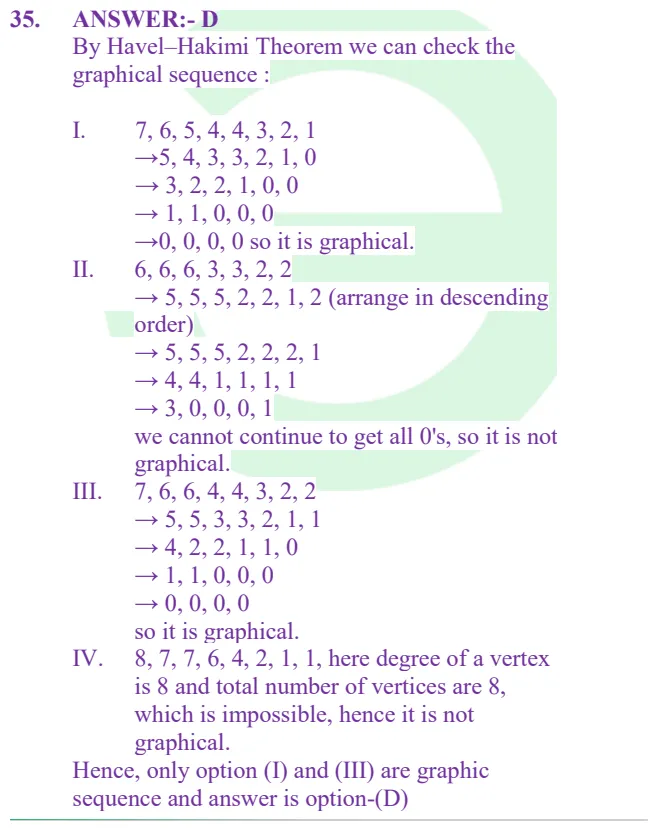 35. ANSWER:- D
By Havel–Hakimi Theorem we can check the
graphical sequence :
I. 7, 6, 5, 4, 4, 3, 2, 1
→5, 4, 3, 3, 2, 1, 0
→ 3, 2, 2, 1, 0, 0
→ 1, 1, 0, 0, 0
→0, 0, 0, 0 so it is graphical.
II. 6, 6, 6, 3, 3, 2, 2
→ 5, 5, 5, 2, 2, 1, 2 (arrange in descending
order)
→ 5, 5, 5, 2, 2, 2, 1
→ 4, 4, 1, 1, 1, 1
→ 3, 0, 0, 0, 1
we cannot continue to get all 0's, so it is not
graphical.
III. 7, 6, 6, 4, 4, 3, 2, 2
→ 5, 5, 3, 3, 2, 1, 1
→ 4, 2, 2, 1, 1, 0
→ 1, 1, 0, 0, 0
→ 0, 0, 0, 0
so it is graphical.
IV. 8, 7, 7, 6, 4, 2, 1, 1, here degree of a vertex
is 8 and total number of vertices are 8,
which is impossible, hence it is not
graphical.
Hence, only option (I) and (III) are graphic
sequence and answer is option-(D)